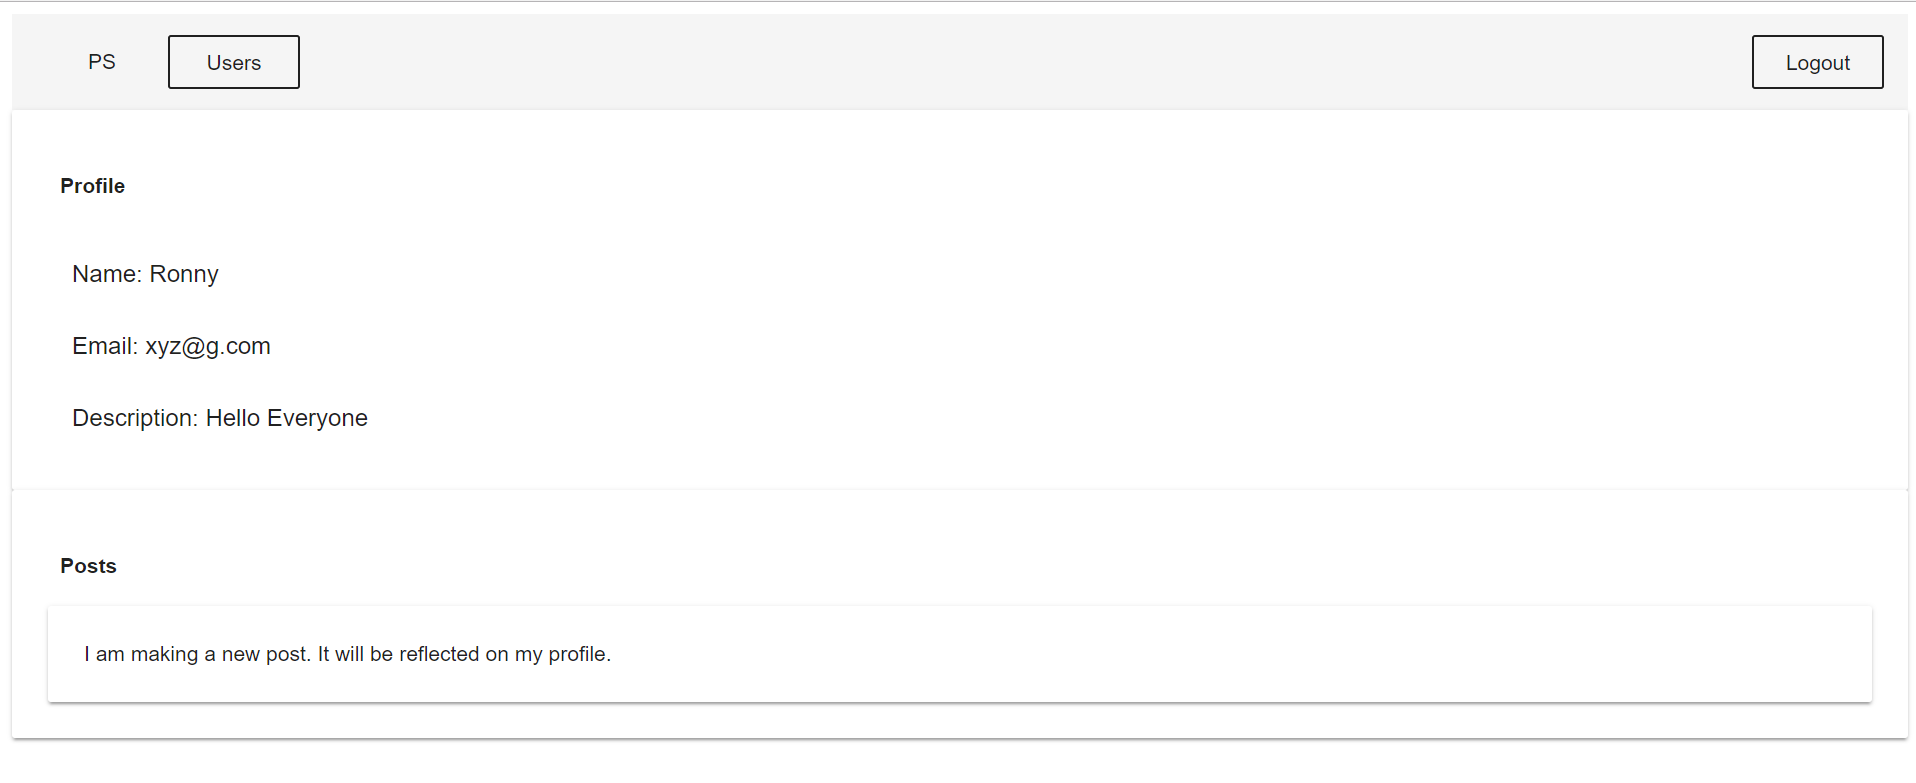 PS Users Logout
Profile
Name: Ronny
Email: xyz@g.com
Description: Hello Everyone
Posts
I am making a new post. It will be reflected on my profile.